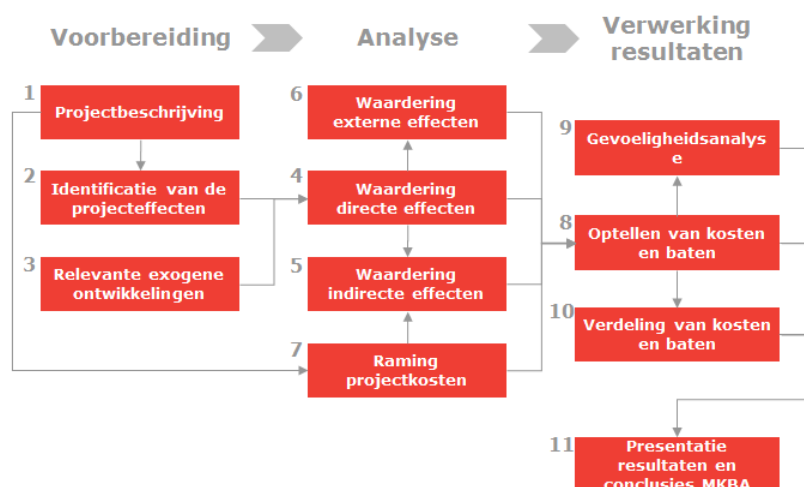 Voorbereiding
Analyse
Verwerking
resultaten
1
Projectbeschrijving
2
Identificatie van de
projecteffecten
3
Relevante exogene
ontwikkelingen
6
Waardering
externe effecten
4
Waardering
directe effecten
5
Waardering
indirecte effecten
7
Raming
projectkosten
9
Gevoeligheidsanalys
e
8
Optellen van kosten
en baten
10
Verdeling van kosten
en baten
11
Presentatie
resultaten en
conclusies MKBA